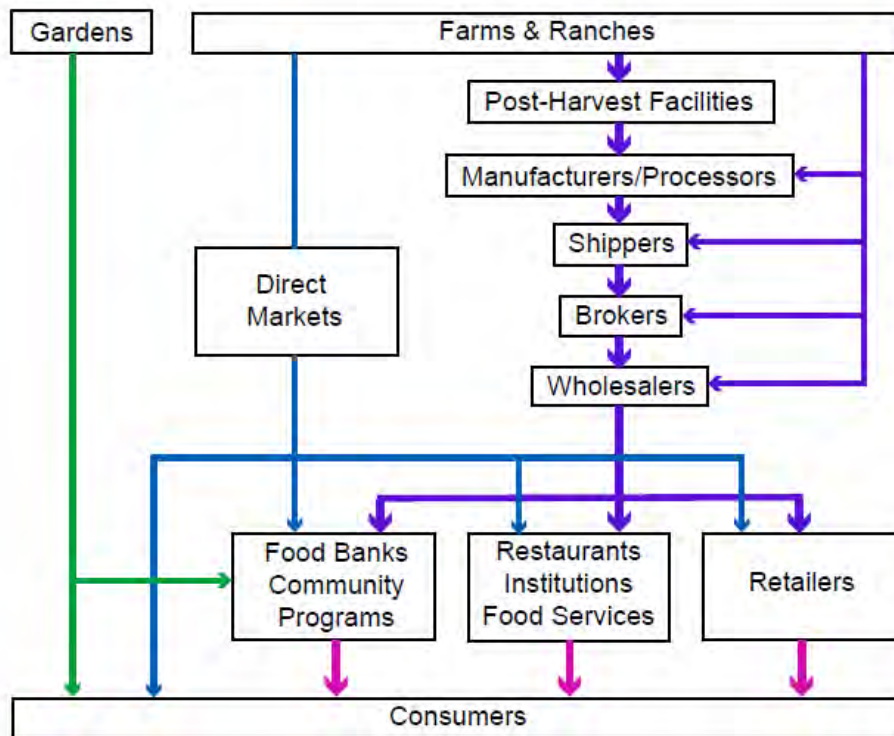 Gardens
Farms & Ranches
Post-Harvest Facilities
Manufacturers/Processors
Shippers
Direct
Markets
Brokers
Wholesalers
Food Banks
Community
Programs
Restaurants
Institutions
Food Services
Retailers
Consumers